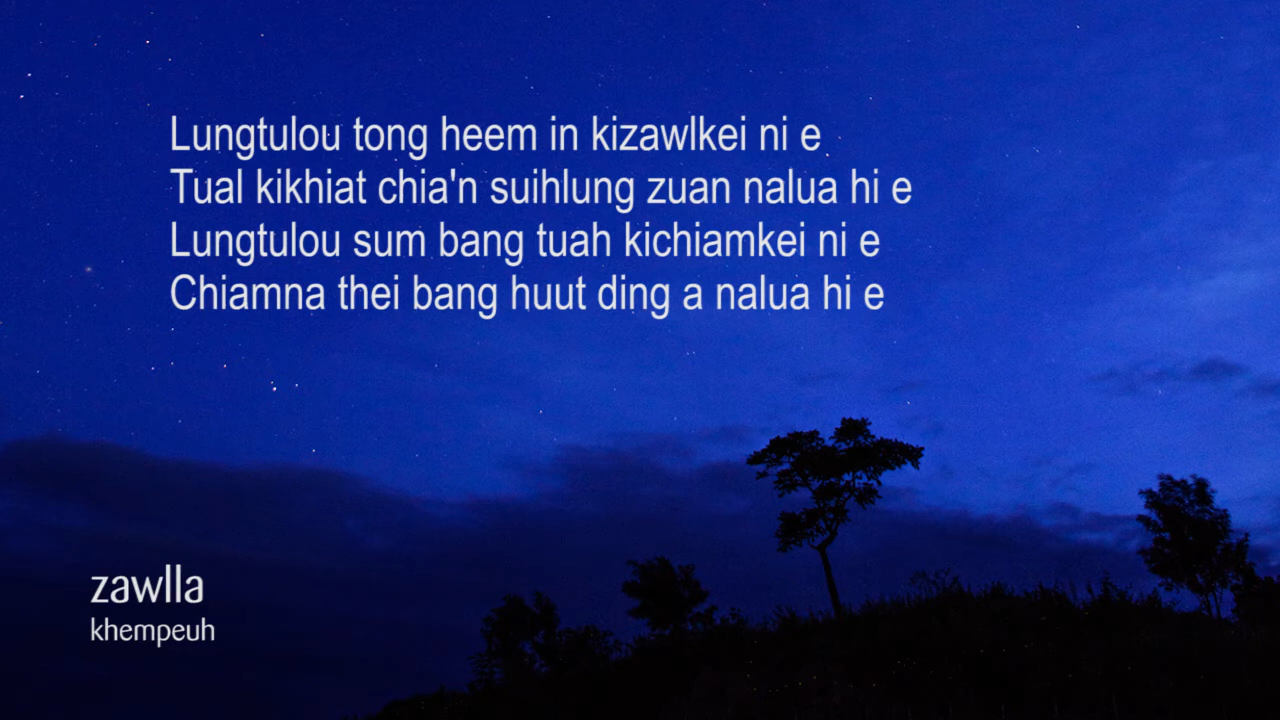 Lungtulou tong heem in kizawlkei ni e
Tual kikhiat chia'n suihlung zuan nalua hi e
Lungtulou sum bang tuah kichiamkei ni e
Chiamna thei bang huut ding a nalua hi e
zawlla
khempeuh